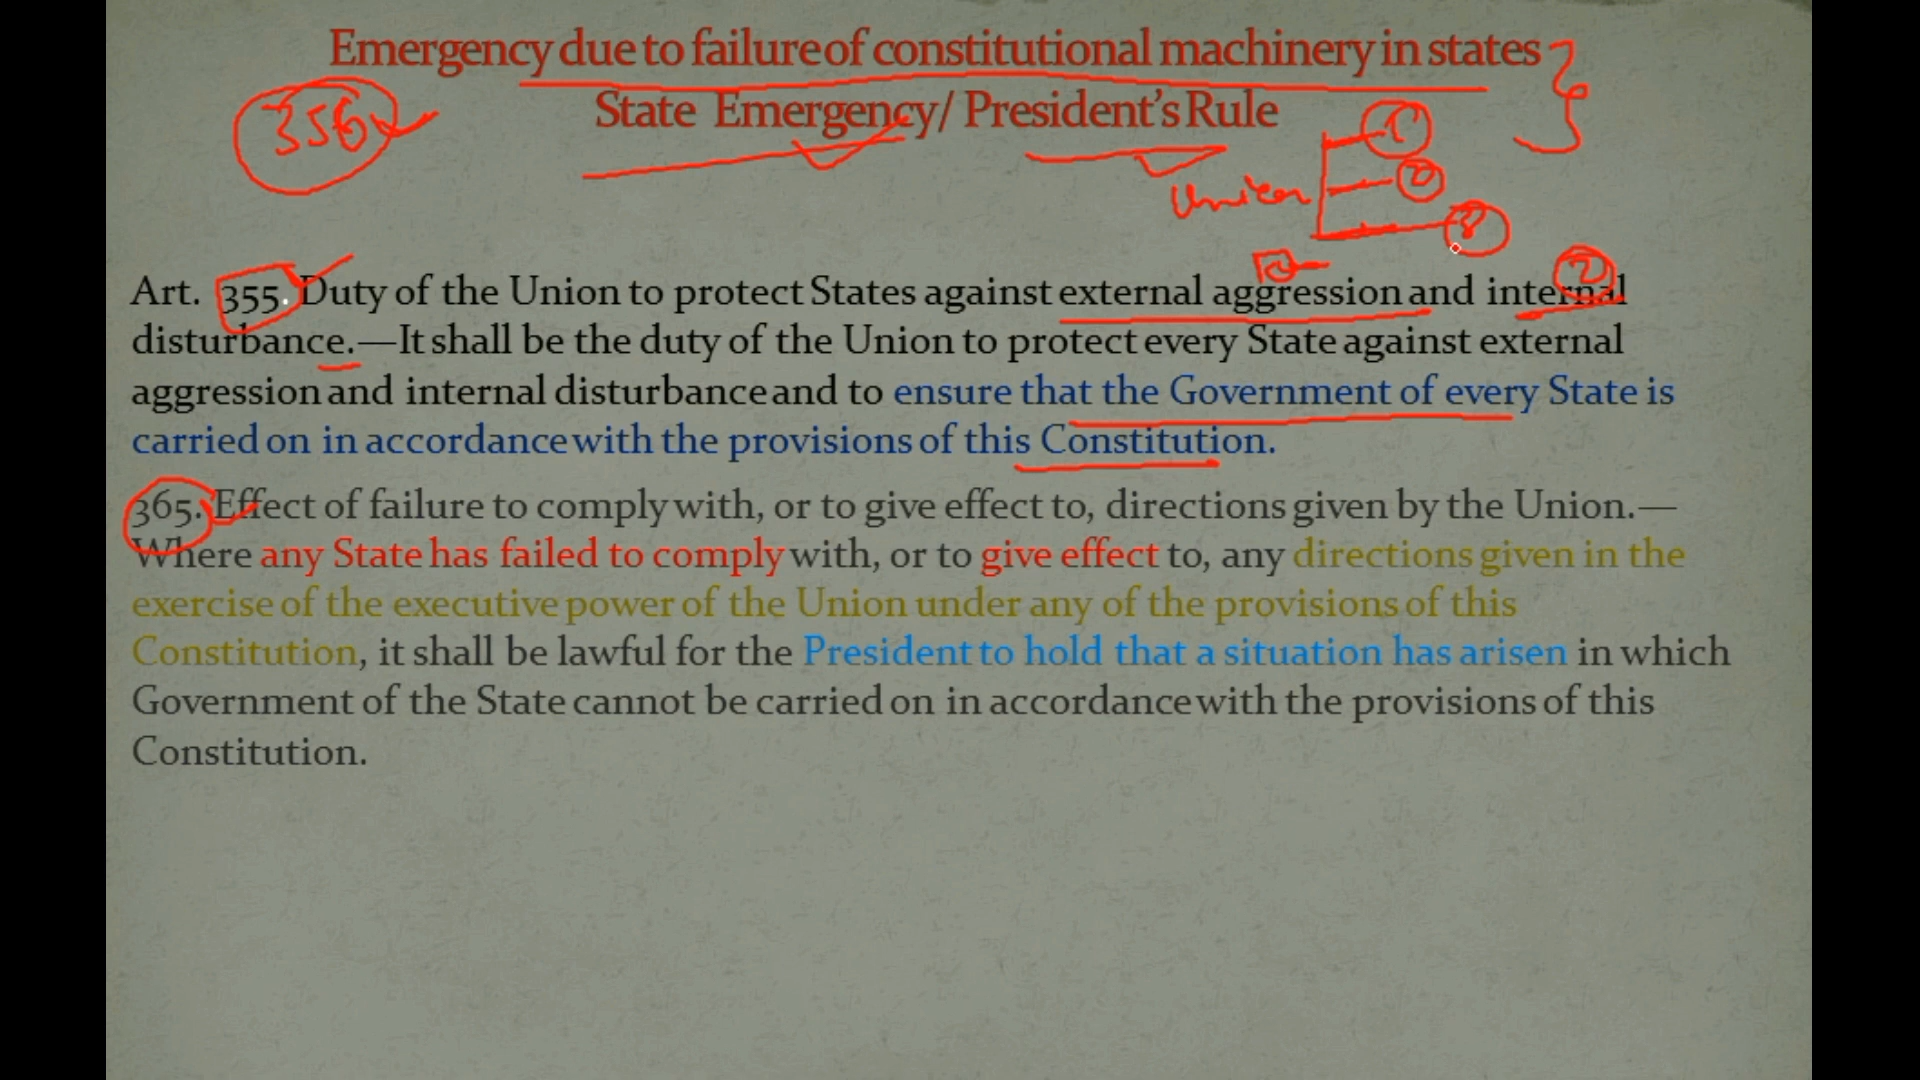 Emergency due to failure of constitutional machinery in states
356
State Emergency/ President's Rule
1
Union
2
3
2
Art. 355. Duty of the Union to protect States against external aggression and internal
disturbance.—It shall be the duty of the Union to protect every State against external
aggression and internal disturbance and to ensure that the Government of every State is
carried on in accordance with the provisions of this Constitution.
365. Effect of failure to comply with, or to give effect to, directions given by the Union.—
Where any State has failed to comply with, or to give effect to, any directions given in the
exercise of the executive power of the Union under any of the provisions of this
Constitution, it shall be lawful for the President to hold that a situation has arisen in which
Government of the State cannot be carried on in accordance with the provisions of this
Constitution.